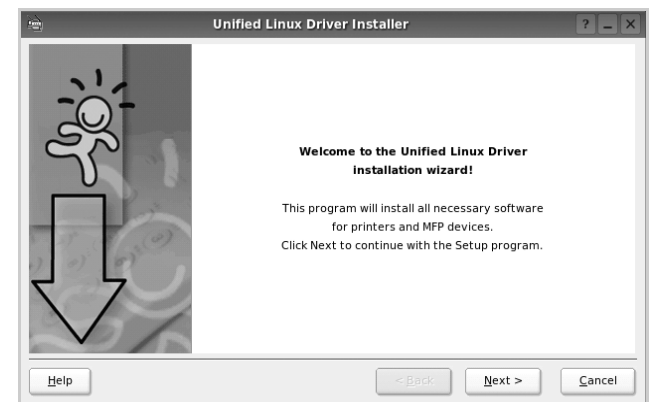 Unified Linux Driver Installer
? _ X
Welcome to the Unified Linux Driver
installation wizard!
This program will install all necessary software
for printers and MFP devices.
Click Next to continue with the Setup program.
Help
< Back
Next >
Cancel